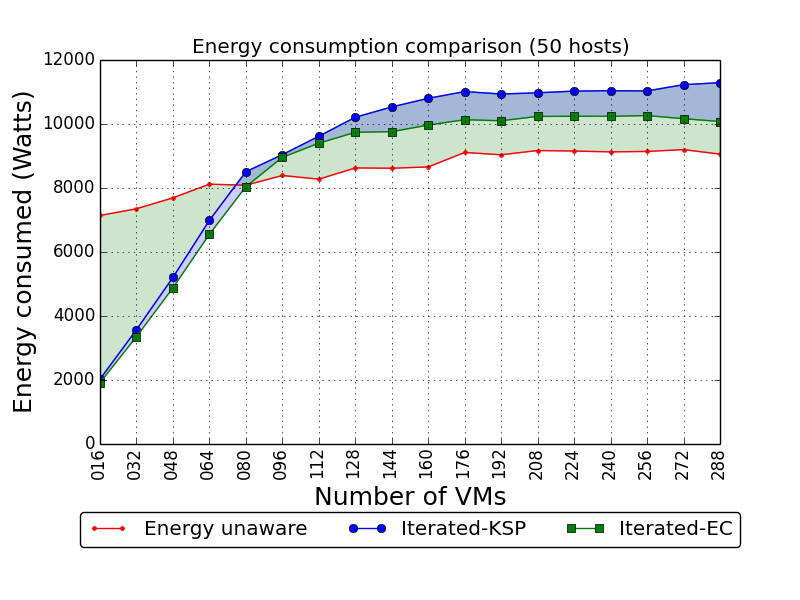 Energy consumption comparison (50 hosts)
12000
10000
8000
6000
4000
2000
0
Energy consumed (Watts)
016 032 048 064 080 096 112 128 144 160 176 192 208 224 240 256 272 288
Number of VMs
Energy unaware Iterated-KSP Iterated-EC